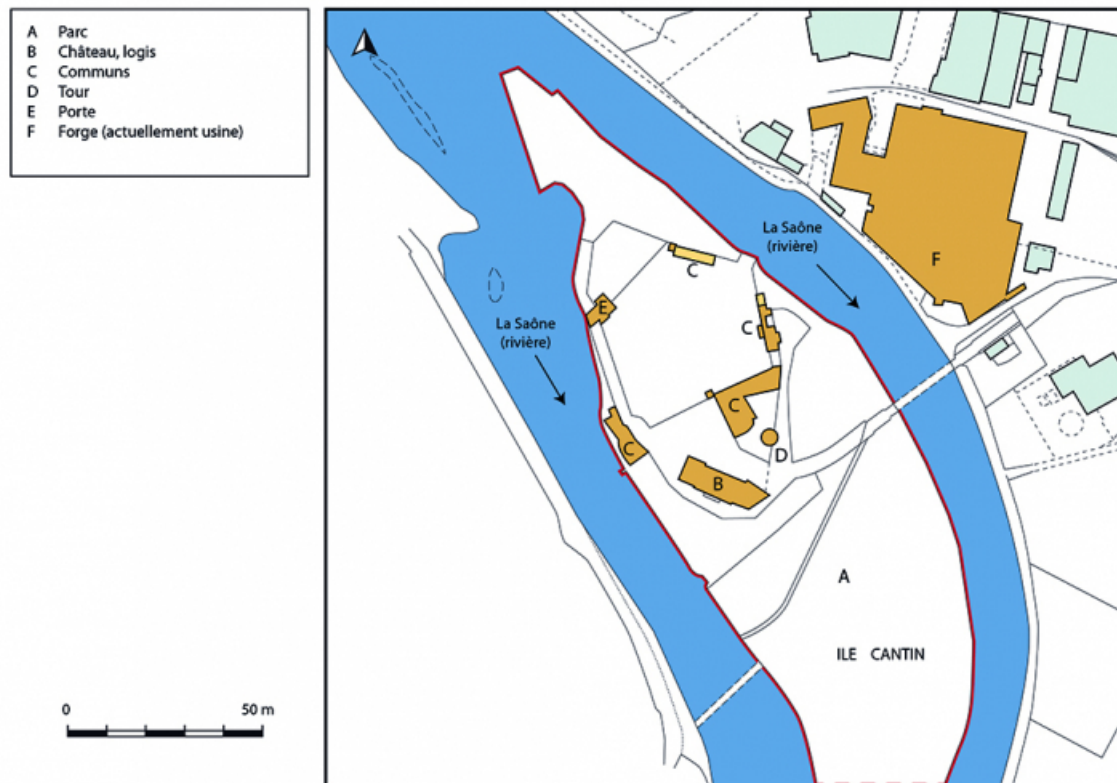 A Parc
B Château, logis
C Communs
D Tour
E Porte
F Forge (actuellement usine)
La Saône
(rivière)
F
C
E
La Saône
(rivière)
C
C
C
D
B
A
ILE CANTIN
0 50 m